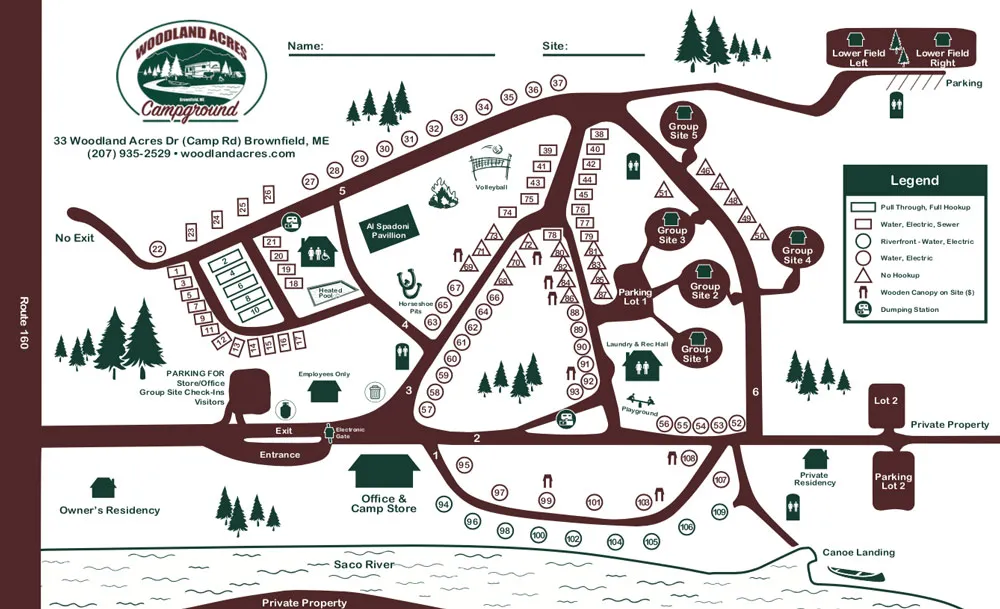 WOODLAND ACRES
Brownfield, ME
Campground
33 Woodland Acres Dr (Camp Rd) Brownfield, ME
(207) 935-2529 • woodlandacres.com
Name:
Site:
Lower Field
Left
Lower Field
Right
Parking
Legend
Pull Through, Full Hookup
Water, Electric, Sewer
Riverfront - Water, Electric
Water, Electric
No Hookup
Wooden Canopy on Site ($)
Dumping Station
No Exit
Route 160
22
23
24
25
26
27
28
29
30
31
32
33
34
35
36
37
5
1
3
5
7
9
11
12
13
14
15
16
17
2
4
6
8
10
21
20
19
18
Heated
Pool
Al Spadoni
Pavillion
Volleyball
Horseshoe
Pits
38
40
42
44
45
76
77
79
39
41
43
75
74
73
69
67
65
63
4
72
71
68
66
64
62
61
60
59
58
57
3
78
80
82
84
86
81
83
85
87
88
89
90
91
92
93
Group
Site 5
46
47
48
49
50
51
Group
Site 3
Group
Site 4
Group
Site 2
Group
Site 1
Parking
Lot 1
Laundry & Rec Hall
Playground
56
55
54
53
52
6
PARKING FOR
Store/Office
Group Site Check-Ins
Visitors
Employees Only
Exit
Entrance
Electronic
Gate
2
1
Lot 2
Private Property
Parking
Lot 2
Private
Residency
Office &
Camp Store
Owner's Residency
95
97
99
101
103
108
107
94
96
98
100
102
104
105
106
109
Canoe Landing
Saco River
Private Property